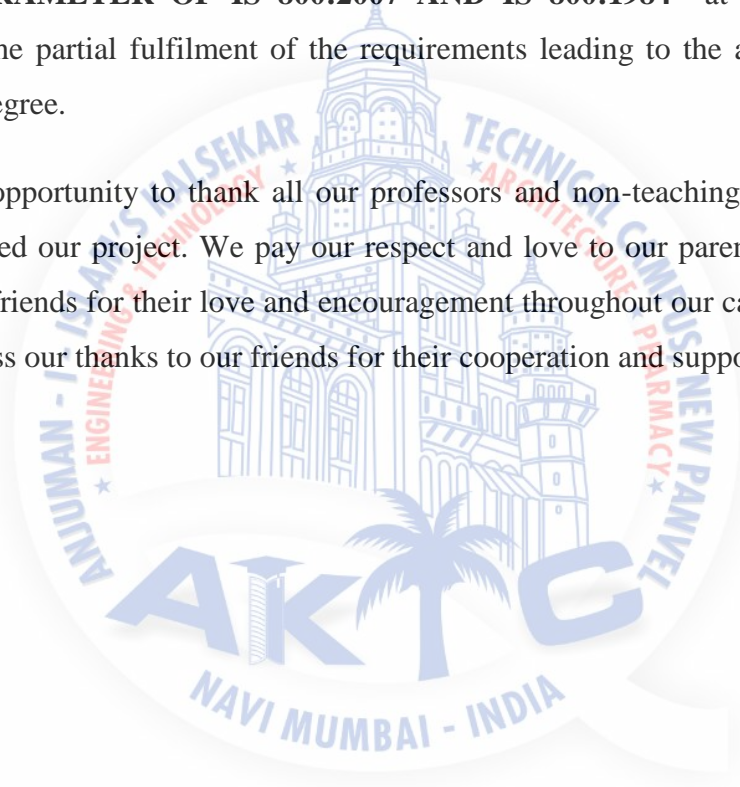 RAMETER OF IS 800:2007 AND IS 800:1984" at
he partial fulfilment of the requirements leading to the a
egree.
opportunity to thank all our professors and non-teaching
ed our project. We pay our respect and love to our paren
friends for their love and encouragement throughout our ca
ss our thanks to our friends for their cooperation and suppo
ANJUMAN - I - ISLAM'S KALSEKAR TECHNICAL CAMPUS NEW PANVEL
ENGINEERING & TECHNOLOGY ★ ARCHITECTURE ★ PHARMACY ★
AKTC
NAVI MUMBAI - INDIA